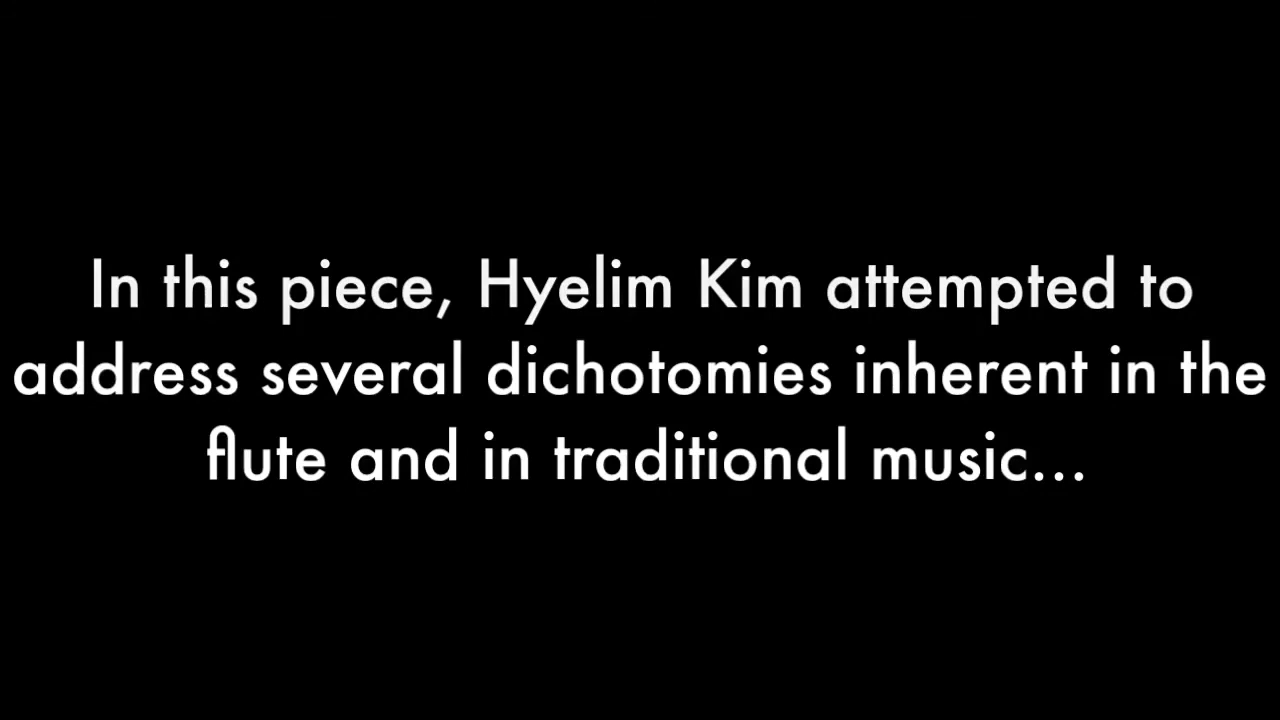 In this piece, Hyelim Kim attempted to
address several dichotomies inherent in the
flute and in traditional music...